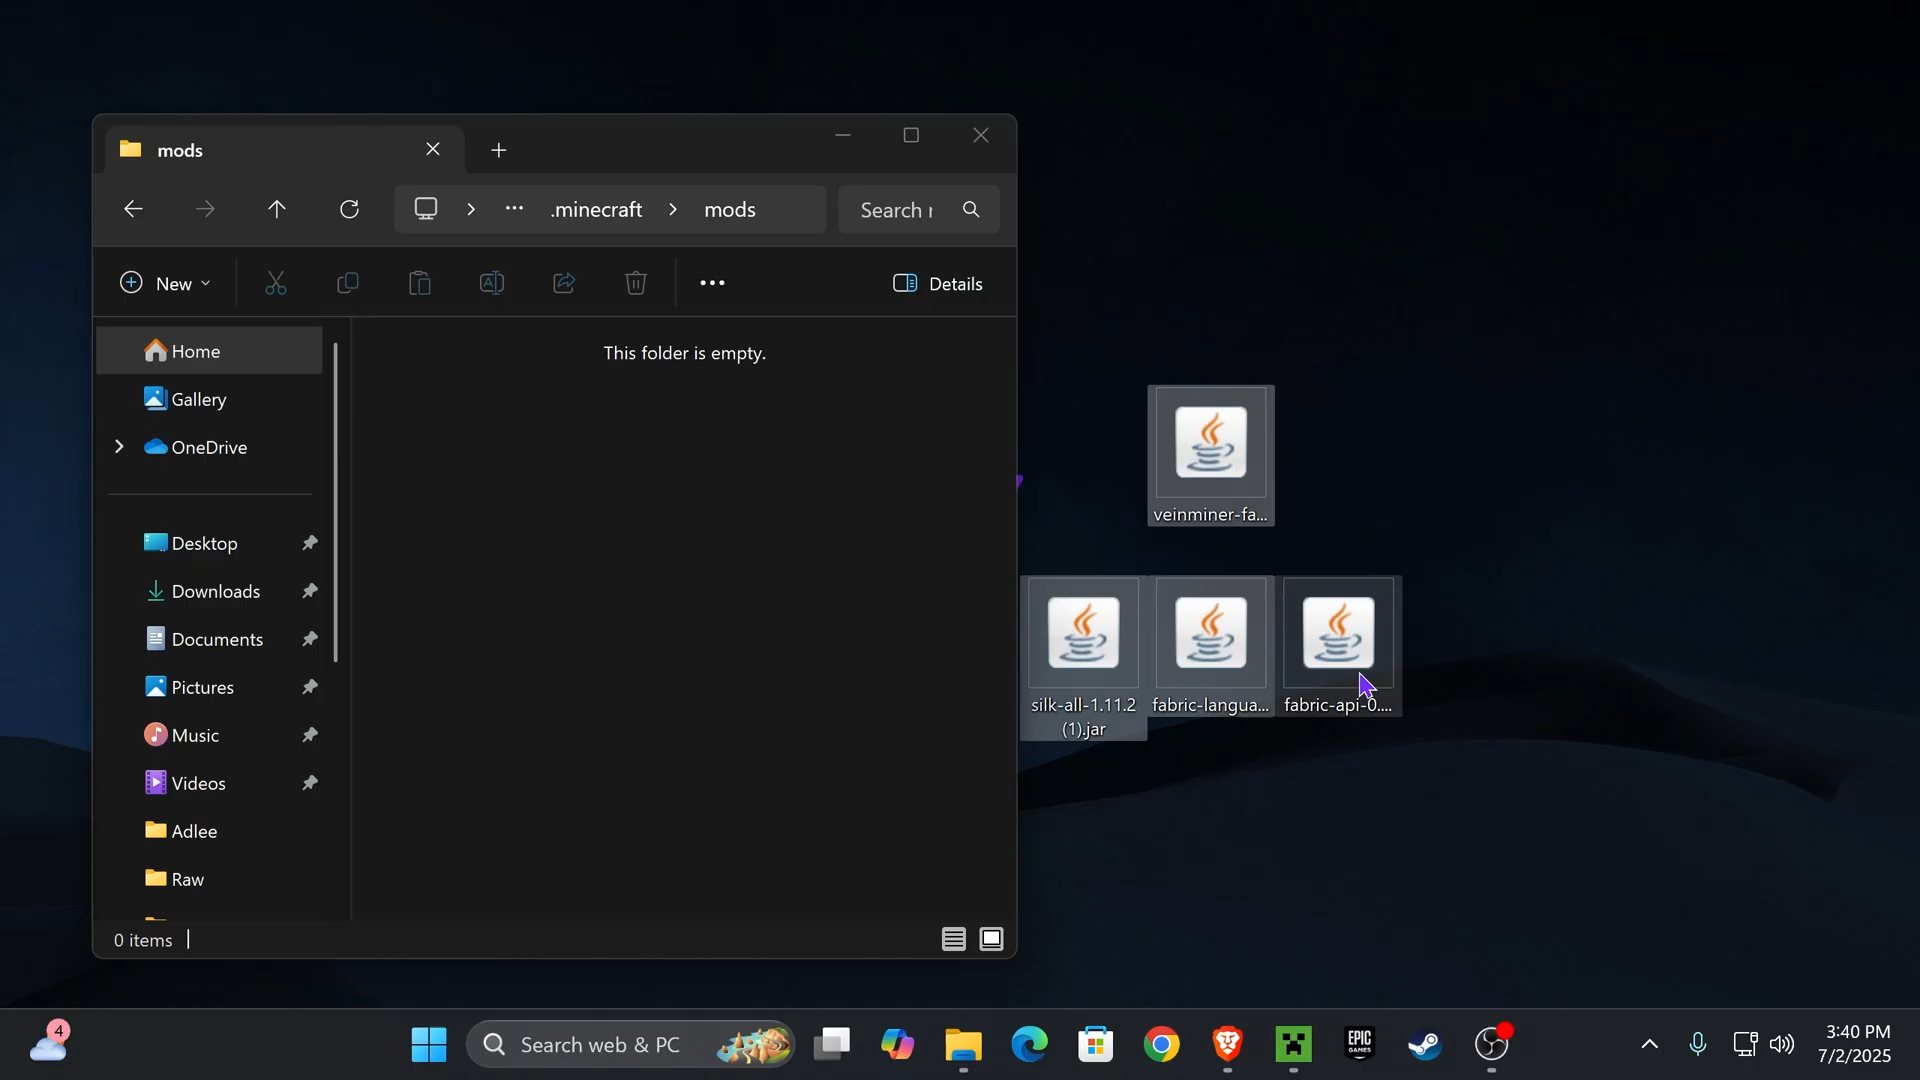 mods
.minecraft
mods
Search r
New
Details
Home
Gallery
OneDrive
Desktop
Downloads
Documents
Pictures
Music
Videos
Adlee
Raw
This folder is empty.
0 items
veinminer-fa...
silk-all-1.11.2
(1).jar
fabric-langua...
fabric-api-0....
4
Search web & PC
EPIC
GAMES
3:40 PM
7/2/2025